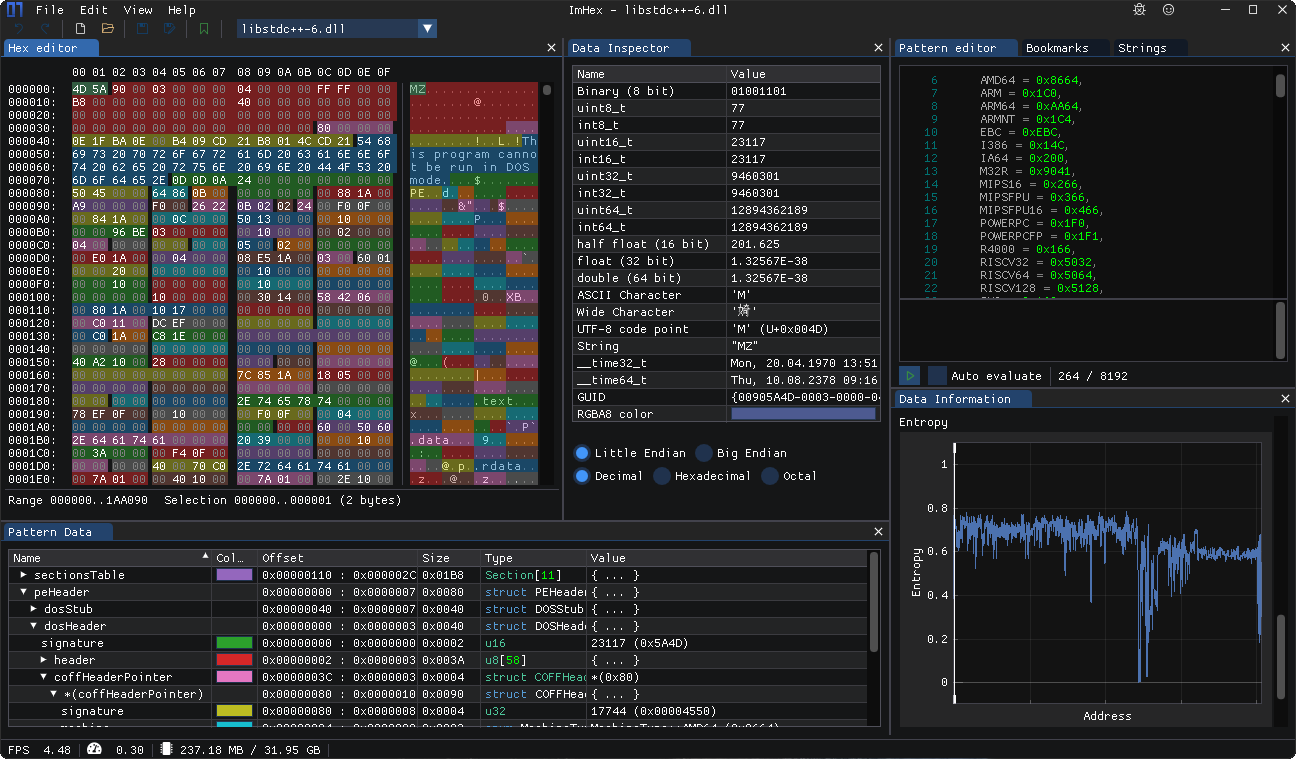 File Edit View Help
ImHex - libstdc++-6.dll
libstdc++-6.dll
Hex editor
00 01 02 03 04 05 06 07 08 09 0A 0B 0C 0D 0E 0F
000000: 4D 5A 90 00 03 00 00 00 04 00 00 00 FF FF 00 00 MZ..............
000010: B8 00 00 00 00 00 00 00 40 00 00 00 00 00 00 00 ........@.......
000020: 00 00 00 00 00 00 00 00 00 00 00 00 00 00 00 00 ................
000030: 00 00 00 00 00 00 00 00 00 00 00 00 80 00 00 00 ................
000040: 0E 1F BA 0E 00 B4 09 CD 21 B8 01 4C CD 21 54 68 ........!..L.!Th
000050: 69 73 20 70 72 6F 67 72 61 6D 20 63 61 6E 6E 6F is program canno
000060: 74 20 62 65 20 72 75 6E 20 69 6E 20 44 4F 53 20 t be run in DOS
000070: 6D 6F 64 65 2E 0D 0D 0A 24 00 00 00 00 00 00 00 mode....$.......
000080: 50 45 00 00 64 86 0B 00 00 00 00 00 00 88 1A 00 PE..d...........
000090: A9 00 00 00 F0 00 26 22 0B 02 02 24 00 F0 0F 00 ......&"...$....
0000A0: 00 84 1A 00 00 0C 00 00 50 13 00 00 00 10 00 00 ........P.......
0000B0: 00 00 96 BE 03 00 00 00 00 10 00 00 00 02 00 00 ................
0000C0: 04 00 00 00 00 00 00 00 05 00 02 00 00 00 00 00 ................
0000D0: 00 E0 1A 00 00 04 00 00 08 E5 1A 00 03 00 60 01 ..............`.
0000E0: 00 00 20 00 00 00 00 00 00 10 00 00 00 00 00 00 .. .............
0000F0: 00 00 10 00 00 00 00 00 00 10 00 00 00 00 00 00 ................
000100: 00 00 00 00 10 00 00 00 00 30 14 00 58 42 06 00 .........0..XB..
000110: 00 80 1A 00 10 17 00 00 00 00 00 00 00 00 00 00 ................
000120: 00 C0 11 00 DC EF 00 00 00 00 00 00 00 00 00 00 ................
000130: 00 C0 1A 00 C8 1E 00 00 00 00 00 00 00 00 00 00 ................
000140: 00 00 00 00 00 00 00 00 00 00 00 00 00 00 00 00 ................
000150: 40 A2 10 00 28 00 00 00 00 00 00 00 00 00 00 00 @...(...........
000160: 00 00 00 00 00 00 00 00 7C 85 1A 00 18 05 00 00 ........|.......
000170: 00 00 00 00 00 00 00 00 00 00 00 00 00 00 00 00 ................
000180: 00 00 00 00 00 00 00 00 2E 74 65 78 74 00 00 00 .........text...
000190: 78 EF 0F 00 00 10 00 00 00 F0 0F 00 00 04 00 00 x...............
0001A0: 00 00 00 00 00 00 00 00 00 00 00 00 60 00 50 60 ............`.P`
0001B0: 2E 64 61 74 61 00 00 00 20 39 00 00 00 00 10 00 .data... 9......
0001C0: 00 3A 00 00 00 F4 0F 00 00 00 00 00 00 00 00 00 .:..............
0001D0: 00 00 00 00 40 00 70 C0 2E 72 64 61 74 61 00 00 ....@.p..rdata..
0001E0: 00 7A 01 00 00 40 10 00 00 7A 01 00 00 2E 10 00 .z...@...z......
Range 000000..1AA090 Selection 000000..000001 (2 bytes)
Data Inspector
Name Value
Binary (8 bit) 01001101
uint8_t 77
int8_t 77
uint16_t 23117
int16_t 23117
uint32_t 9460301
int32_t 9460301
uint64_t 12894362189
int64_t 12894362189
half float (16 bit) 201.625
float (32 bit) 1.32567E-38
double (64 bit) 1.32567E-38
ASCII Character 'M'
Wide Character
UTF-8 code point 'M' (U+0x004D)
String "MZ"
__time32_t Mon, 20.04.1970 13:51
__time64_t Thu, 10.08.2378 09:16
GUID {00905A4D-0003-0000-04
RGBA8 color
Little Endian Big Endian
Decimal Hexadecimal Octal
Pattern editor Bookmarks Strings
6 AMD64 = 0x8664,
7 ARM = 0x1C0,
8 ARM64 = 0xAA64,
9 ARMNT = 0x1C4,
10 EBC = 0xEBC,
11 I386 = 0x14C,
12 IA64 = 0x200,
13 M32R = 0x9041,
14 MIPS16 = 0x266,
15 MIPSFPU = 0x366,
16 MIPSFPU16 = 0x466,
17 POWERPC = 0x1F0,
18 POWERPCFP = 0x1F1,
19 R4000 = 0x166,
20 RISCV32 = 0x5032,
21 RISCV64 = 0x5064,
22 RISCV128 = 0x5128,
Auto evaluate 264 / 8192
Data Information
Entropy
1
0.8
0.6
0.4
0.2
0
Entropy
Address
Pattern Data
Name Col… Offset Size Type Value
sectionsTable 0x00000110 : 0x000002C 0x01B8 Section[11] { ... }
peHeader 0x00000000 : 0x0000007 0x0080 struct PEHeader { ... }
dosStub 0x00000040 : 0x0000007 0x0040 struct DOSStub { ... }
dosHeader 0x00000000 : 0x0000003 0x0040 struct DOSHeade { ... }
signature 0x00000000 : 0x0000000 0x0002 u16 23117 (0x5A4D)
header 0x00000002 : 0x0000003 0x003A u8[58] { ... }
coffHeaderPointer 0x0000003C : 0x0000003 0x0004 struct COFFHead *(0x80)
*(coffHeaderPointer) 0x00000080 : 0x0000010 0x0090 struct COFFHead { ... }
signature 0x00000080 : 0x0000008 0x0004 u32 17744 (0x00004550)
FPS 4.48 0.30 237.18 MB / 31.95 GB